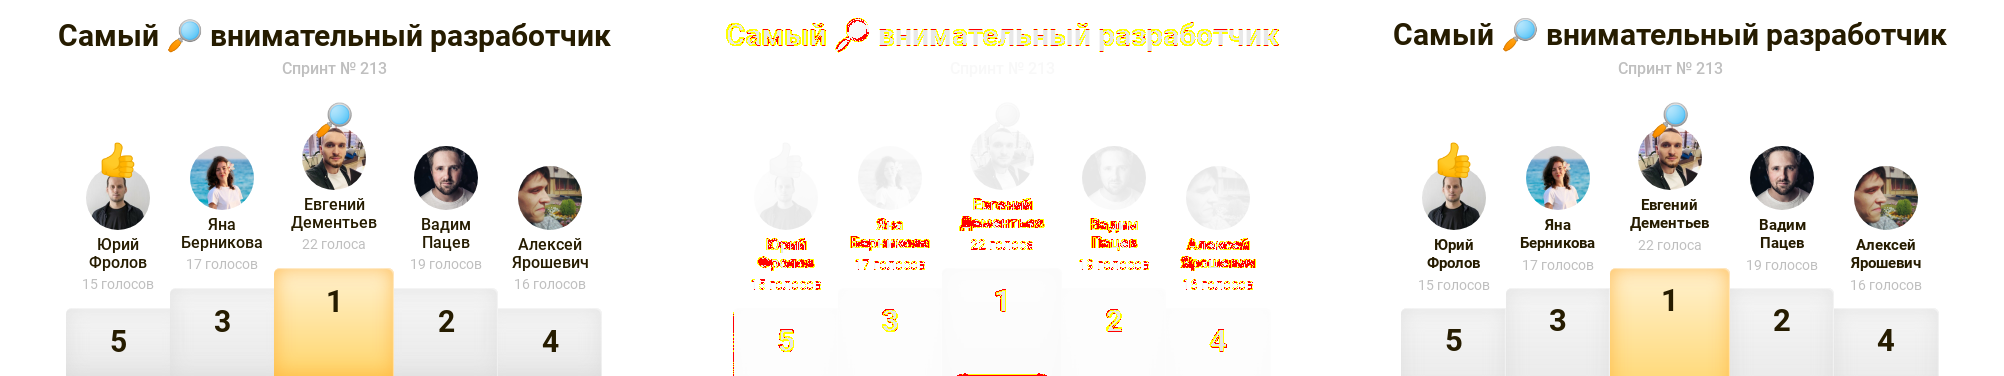 Самый 🔎 внимательный разработчик
Спринт № 213
Евгений
Дементьев
22 голоса
Яна
Берникова
17 голосов
Вадим
Пацев
19 голосов
Юрий
Фролов
15 голосов
Алексей
Ярошевич
16 голосов
5
3
1
2
4
Самый 🔎 внимательный разработчик
Спринт № 213
Евгений
Дементьев
22 голоса
Яна
Берникова
17 голосов
Вадим
Пацев
19 голосов
Юрий
Фролов
15 голосов
Алексей
Ярошевич
16 голосов
5
3
1
2
4
Самый 🔎 внимательный разработчик
Спринт № 213
Евгений
Дементьев
22 голоса
Яна
Берникова
17 голосов
Вадим
Пацев
19 голосов
Юрий
Фролов
15 голосов
Алексей
Ярошевич
16 голосов
5
3
1
2
4